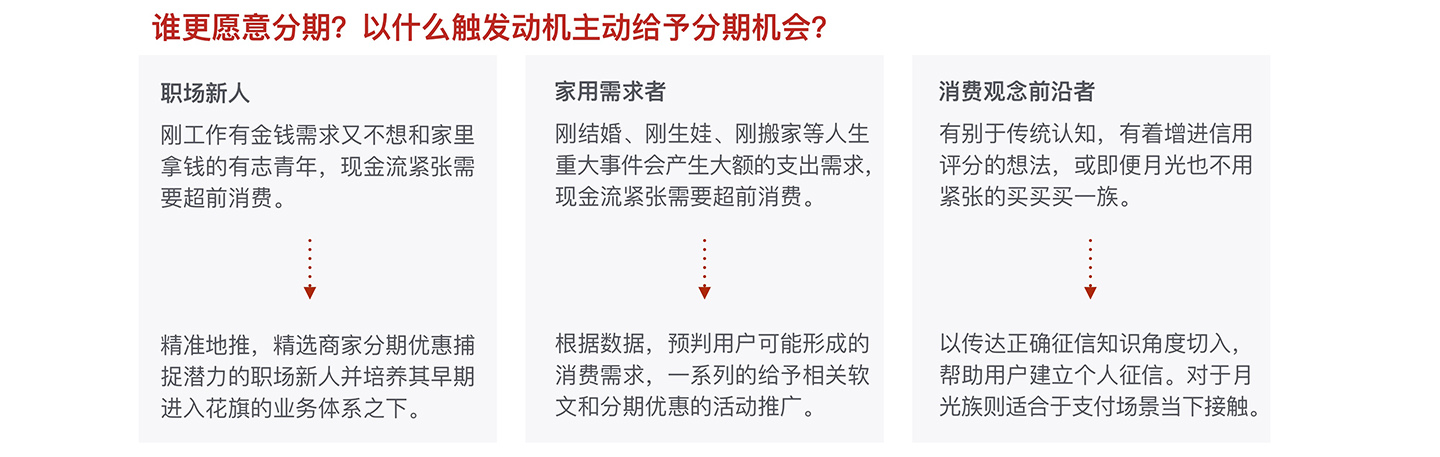 谁更愿意分期？以什么触发动机主动给予分期机会？
职场新人
刚工作有金钱需求又不想和家里
拿钱的有志青年，现金流紧张需
要超前消费。
精准地推，精选商家分期优惠捕
捉潜力的职场新人并培养其早期
进入花旗的业务体系之下。
家用需求者
刚结婚、刚生娃、刚搬家等人生
重大事件会产生大额的支出需求，
现金流紧张需要超前消费。
根据数据，预判用户可能形成的
消费需求，一系列的给予相关软
文和分期优惠的活动推广。
消费观念前沿者
有别于传统认知，有着增进信用
评分的想法，或即便月光也不用
紧张的买买买一族。
以传达正确征信知识角度切入，
帮助用户建立个人征信。对于月
光族则适合于支付场景当下接触。